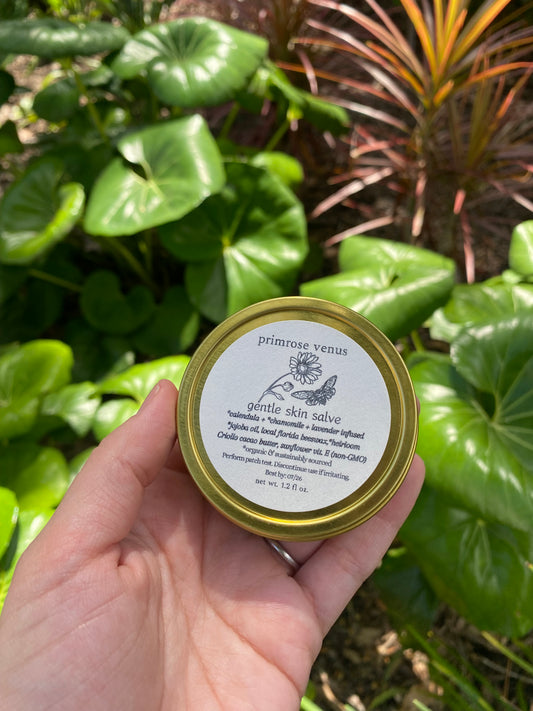 primrose venus
gentle skin salve
*calendula + *chamomile + lavender infused
*Jojoba oil, local florida beeswax, *heirloom
Criollo cacao butter, sunflower vit. E (non-GMO)
*organic & sustainably sourced
Perform patch test. Discontinue use if irritating.
Best by: 07/26
net wt. 1.2 fl oz.